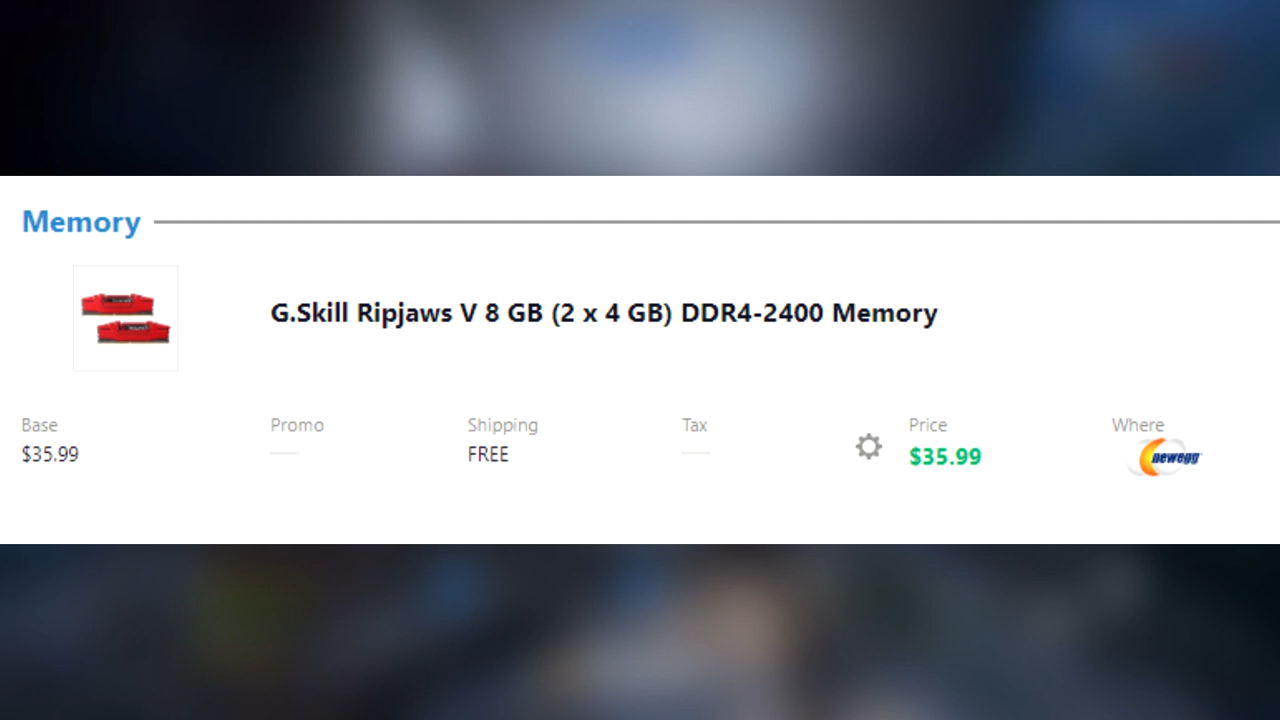 Memory
G.Skill Ripjaws V 8 GB (2 x 4 GB) DDR4-2400 Memory
Base Promo Shipping Tax Price Where
$35.99 — FREE — $35.99 newegg